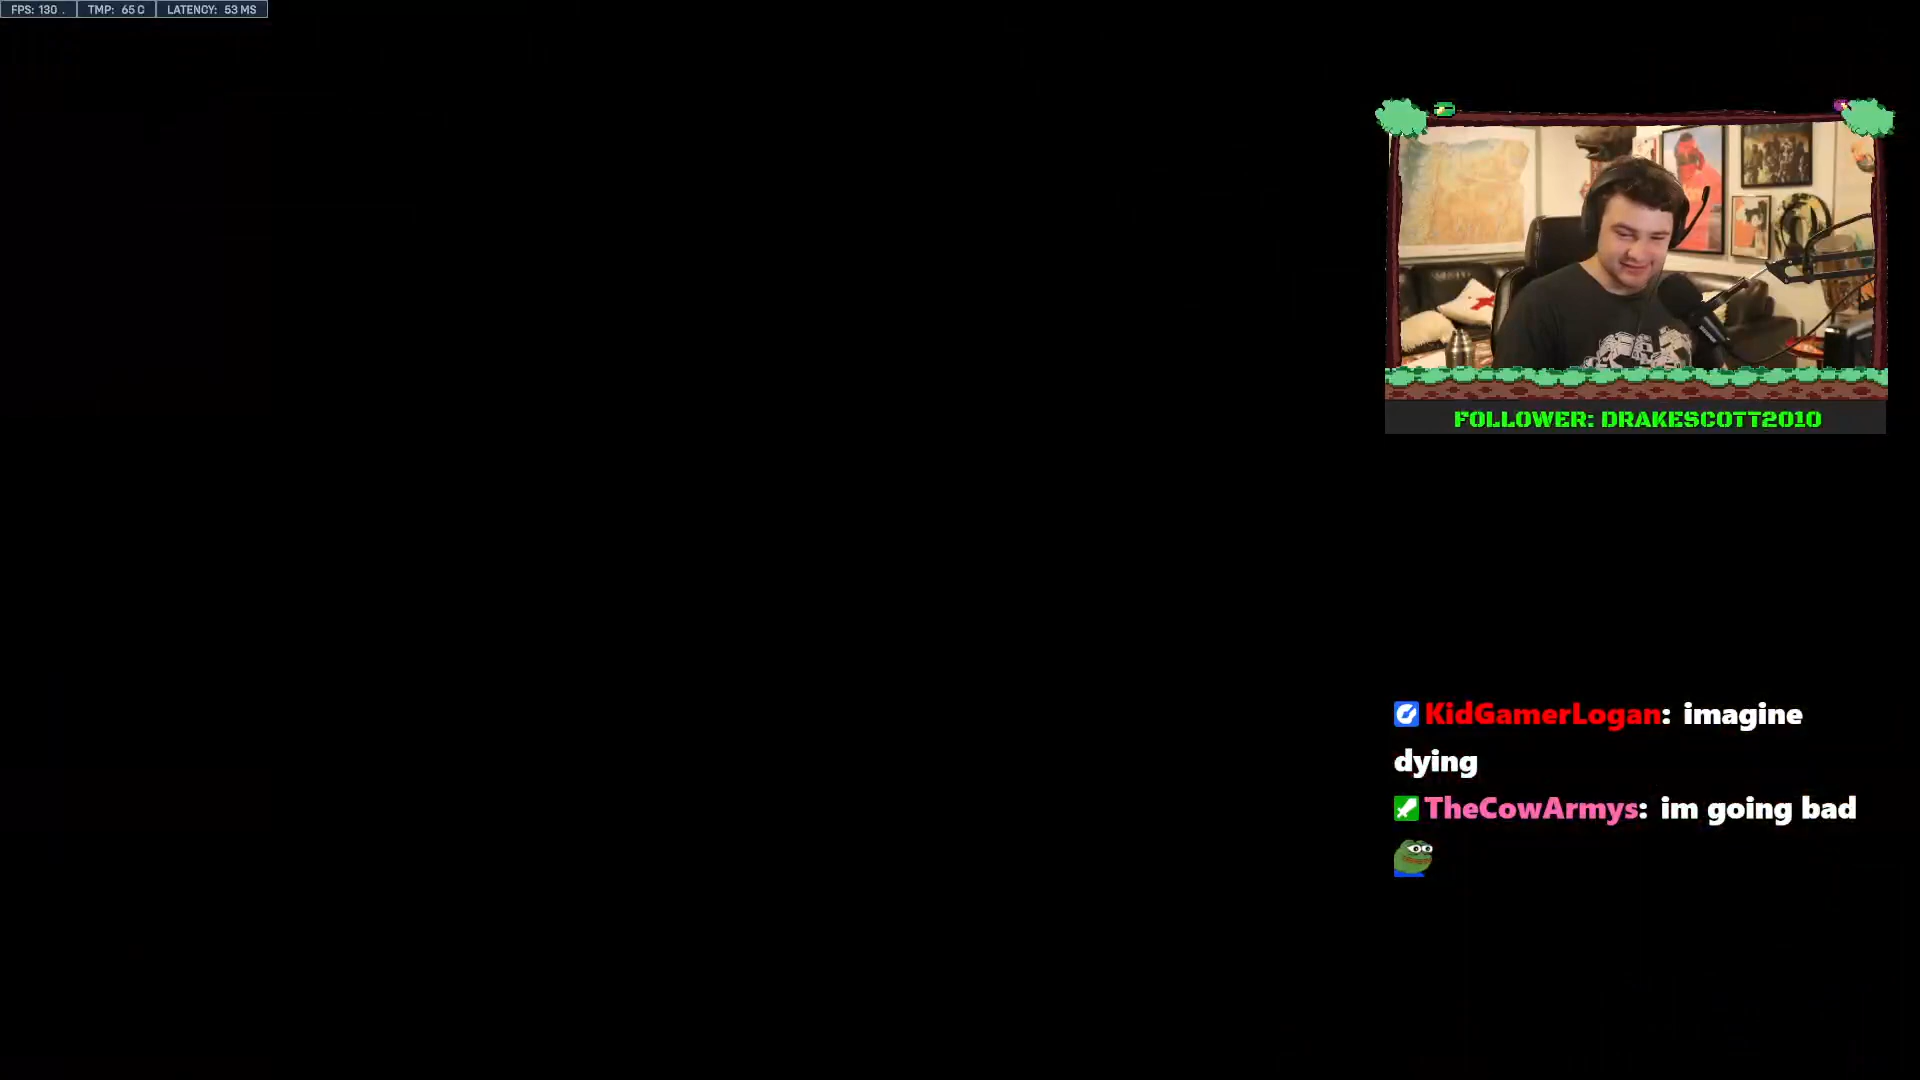 FPS: 130
TMP: 65 C
LATENCY: 53 MS
FOLLOWER: DRAKESCOTT2010
KidGamerLogan: imagine
dying
TheCowArmys: im going bad